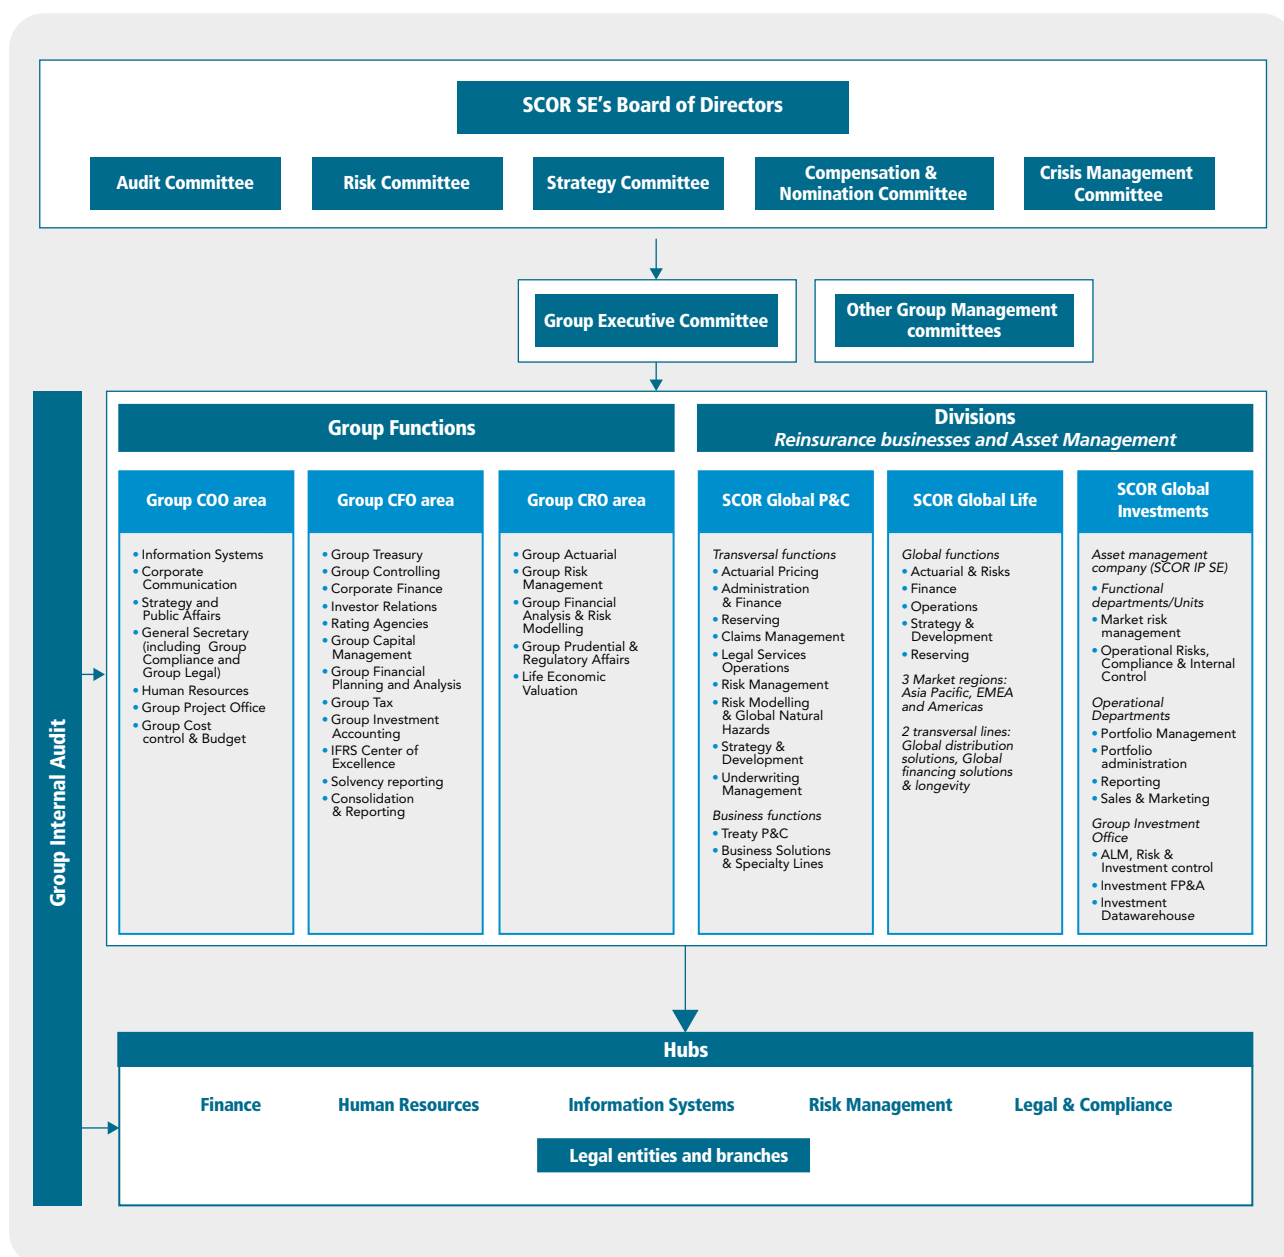 SCOR SE's Board of Directors
Audit Committee
Risk Committee
Strategy Committee
Compensation &
Nomination Committee
Crisis Management
Committee
Group Executive Committee
Other Group Management
committees
Group Internal Audit
Group Functions
Divisions
Reinsurance businesses and Asset Management
Group COO area
• Information Systems
• Corporate
Communication
• Strategy and
Public Affairs
• General Secretary
(including Group
Compliance and
Group Legal)
• Human Resources
• Group Project Office
• Group Cost
control & Budget
Group CFO area
• Group Treasury
• Group Controlling
• Corporate Finance
• Investor Relations
• Rating Agencies
• Group Capital
Management
• Group Financial
Planning and Analysis
• Group Tax
• Group Investment
Accounting
• IFRS Center of
Excellence
• Solvency reporting
• Consolidation
& Reporting
Group CRO area
• Group Actuarial
• Group Risk
Management
• Group Financial
Analysis & Risk
Modelling
• Group Prudential &
Regulatory Affairs
• Life Economic
Valuation
SCOR Global P&C
Transversal functions
• Actuarial Pricing
• Administration
& Finance
• Reserving
• Claims Management
• Legal Services
Operations
• Risk Management
• Risk Modelling
& Global Natural
Hazards
• Strategy &
Development
• Underwriting
Management
Business functions
• Treaty P&C
• Business Solutions
& Specialty Lines
SCOR Global Life
Global functions
• Actuarial & Risks
• Finance
• Operations
• Strategy &
Development
• Reserving
3 Market regions:
Asia Pacific, EMEA
and Americas
2 transversal lines:
Global distribution
solutions, Global
financing solutions
& longevity
SCOR Global
Investments
Asset management
company (SCOR IP SE)
• Functional
departments/Units
• Market risk
management
• Operational Risks,
Compliance & Internal
Control
Operational
Departments
• Portfolio Management
• Portfolio
administration
• Reporting
• Sales & Marketing
Group Investment
Office
• ALM, Risk &
Investment control
• Investment FP&A
• Investment
Datawarehouse
Hubs
Finance
Human Resources
Information Systems
Risk Management
Legal & Compliance
Legal entities and branches